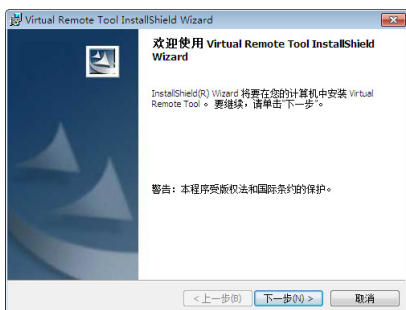 Virtual Remote Tool InstallShield Wizard
欢迎使用 Virtual Remote Tool InstallShield
Wizard
InstallShield(R) Wizard 将要在您的计算机中安装 Virtual
Remote Tool 。 要继续，请单击“下一步”。
警告：本程序受版权法和国际条约的保护。
<上一步(B) 下一步(N) > 取消